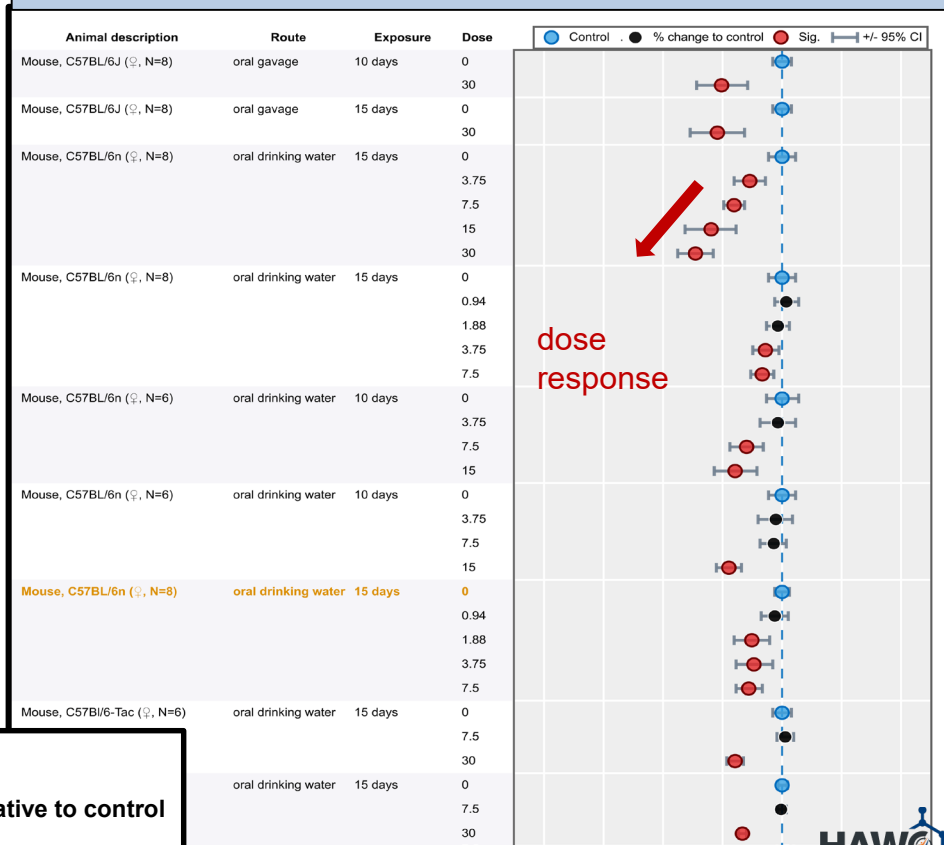 Animal description Route Exposure Dose Control . % change to control Sig. +/- 95% CI
Mouse, C57BL/6J (♀, N=8) oral gavage 10 days 0
30
Mouse, C57BL/6J (♀, N=8) oral gavage 15 days 0
30
Mouse, C57BL/6n (♀, N=8) oral drinking water 15 days 0
3.75
7.5
15
30
Mouse, C57BL/6n (♀, N=8) oral drinking water 15 days 0
0.94
1.88
dose
3.75
response
7.5
Mouse, C57BL/6n (♀, N=6) oral drinking water 10 days 0
3.75
7.5
15
Mouse, C57BL/6n (♀, N=6) oral drinking water 10 days 0
3.75
7.5
15
Mouse, C57BL/6n (♀, N=8) oral drinking water 15 days 0
0.94
1.88
3.75
7.5
Mouse, C57Bl/6-Tac (♀, N=6) oral drinking water 15 days 0
7.5
30
oral drinking water 15 days 0
ative to control
7.5
30
HAWC